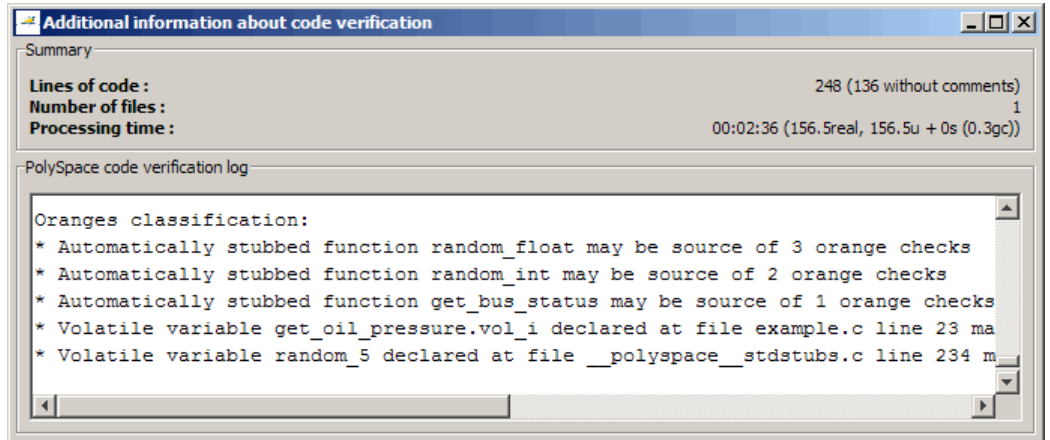 Additional information about code verification
Summary
Lines of code : 248 (136 without comments)
Number of files : 1
Processing time : 00:02:36 (156.5real, 156.5u + 0s (0.3gc))
PolySpace code verification log
Oranges classification:
* Automatically stubbed function random_float may be source of 3 orange checks
* Automatically stubbed function random_int may be source of 2 orange checks
* Automatically stubbed function get_bus_status may be source of 1 orange checks
* Volatile variable get_oil_pressure.vol_i declared at file example.c line 23 ma
* Volatile variable random_5 declared at file __polyspace__stdstubs.c line 234 m